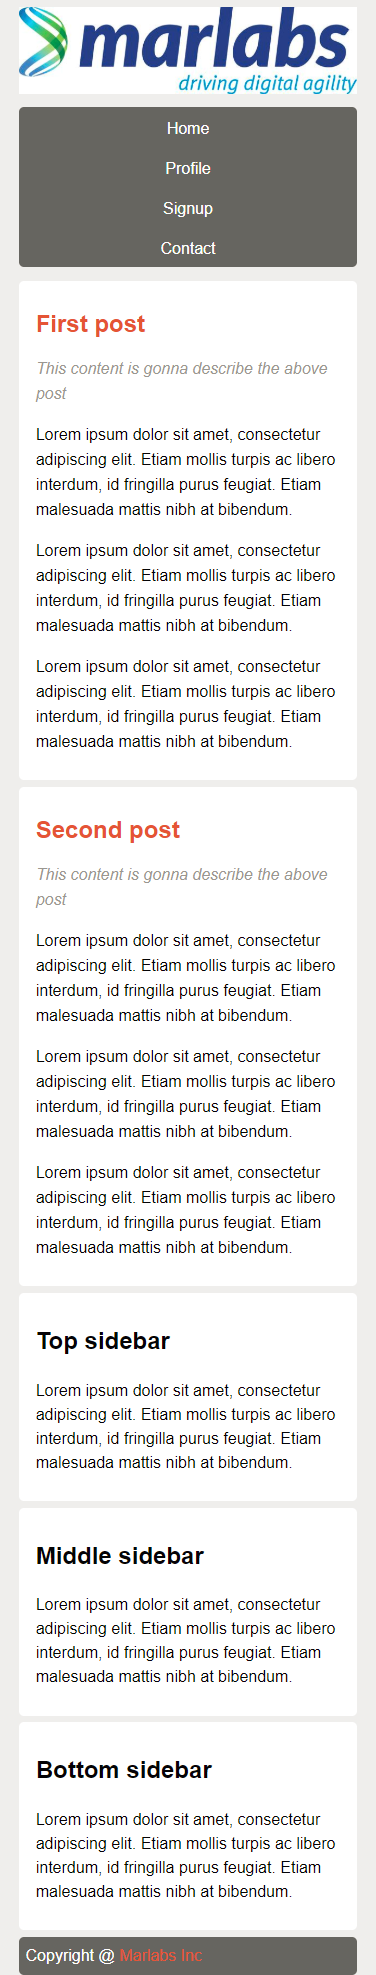 marlabs
driving digital agility
Home
Profile
Signup
Contact
First post
This content is gonna describe the above
post
Lorem ipsum dolor sit amet, consectetur
adipiscing elit. Etiam mollis turpis ac libero
interdum, id fringilla purus feugiat. Etiam
malesuada mattis nibh at bibendum.
Lorem ipsum dolor sit amet, consectetur
adipiscing elit. Etiam mollis turpis ac libero
interdum, id fringilla purus feugiat. Etiam
malesuada mattis nibh at bibendum.
Lorem ipsum dolor sit amet, consectetur
adipiscing elit. Etiam mollis turpis ac libero
interdum, id fringilla purus feugiat. Etiam
malesuada mattis nibh at bibendum.
Second post
This content is gonna describe the above
post
Lorem ipsum dolor sit amet, consectetur
adipiscing elit. Etiam mollis turpis ac libero
interdum, id fringilla purus feugiat. Etiam
malesuada mattis nibh at bibendum.
Lorem ipsum dolor sit amet, consectetur
adipiscing elit. Etiam mollis turpis ac libero
interdum, id fringilla purus feugiat. Etiam
malesuada mattis nibh at bibendum.
Lorem ipsum dolor sit amet, consectetur
adipiscing elit. Etiam mollis turpis ac libero
interdum, id fringilla purus feugiat. Etiam
malesuada mattis nibh at bibendum.
Top sidebar
Lorem ipsum dolor sit amet, consectetur
adipiscing elit. Etiam mollis turpis ac libero
interdum, id fringilla purus feugiat. Etiam
malesuada mattis nibh at bibendum.
Middle sidebar
Lorem ipsum dolor sit amet, consectetur
adipiscing elit. Etiam mollis turpis ac libero
interdum, id fringilla purus feugiat. Etiam
malesuada mattis nibh at bibendum.
Bottom sidebar
Lorem ipsum dolor sit amet, consectetur
adipiscing elit. Etiam mollis turpis ac libero
interdum, id fringilla purus feugiat. Etiam
malesuada mattis nibh at bibendum.
Copyright @ Marlabs Inc